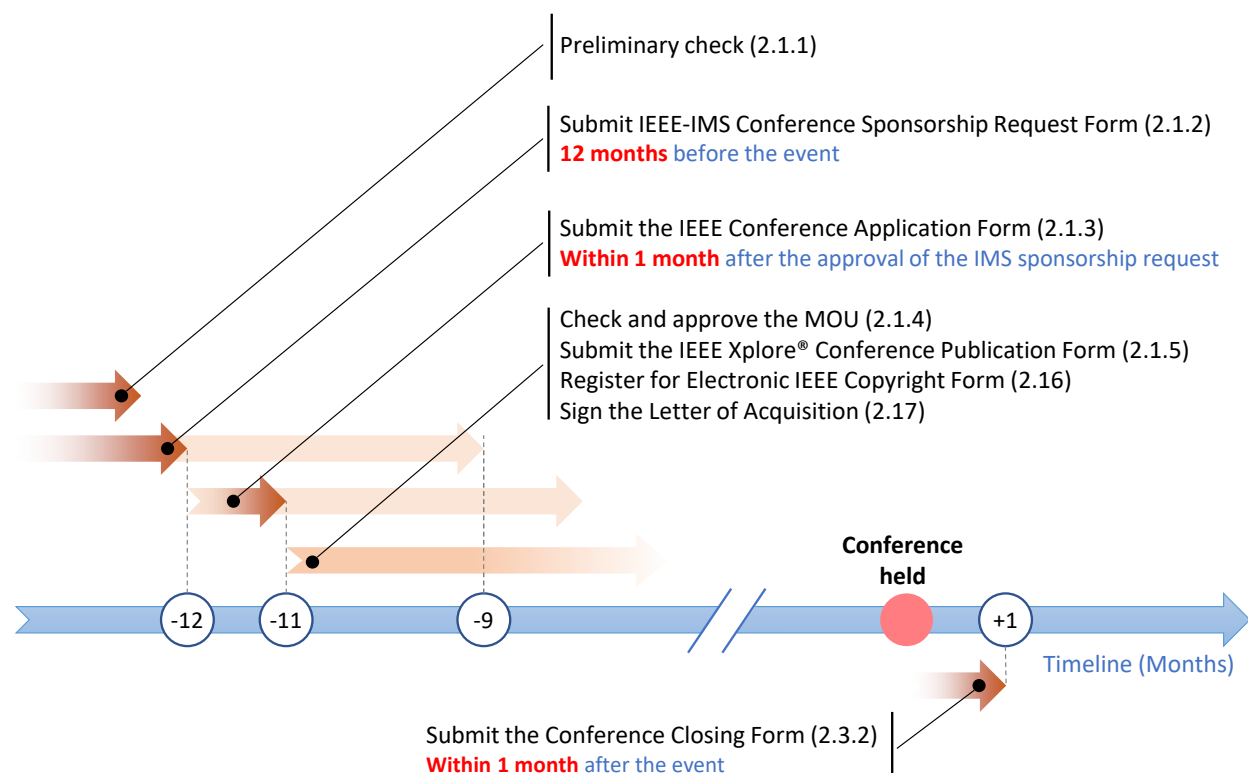 Preliminary check (2.1.1)
Submit IEEE-IMS Conference Sponsorship Request Form (2.1.2)
12 months before the event
Submit the IEEE Conference Application Form (2.1.3)
Within 1 month after the approval of the IMS sponsorship request
Check and approve the MOU (2.1.4)
Submit the IEEE Xplore® Conference Publication Form (2.1.5)
Register for Electronic IEEE Copyright Form (2.16)
Sign the Letter of Acquisition (2.17)
Conference
held
-12
-11
-9
+1
Timeline (Months)
Submit the Conference Closing Form (2.3.2)
Within 1 month after the event